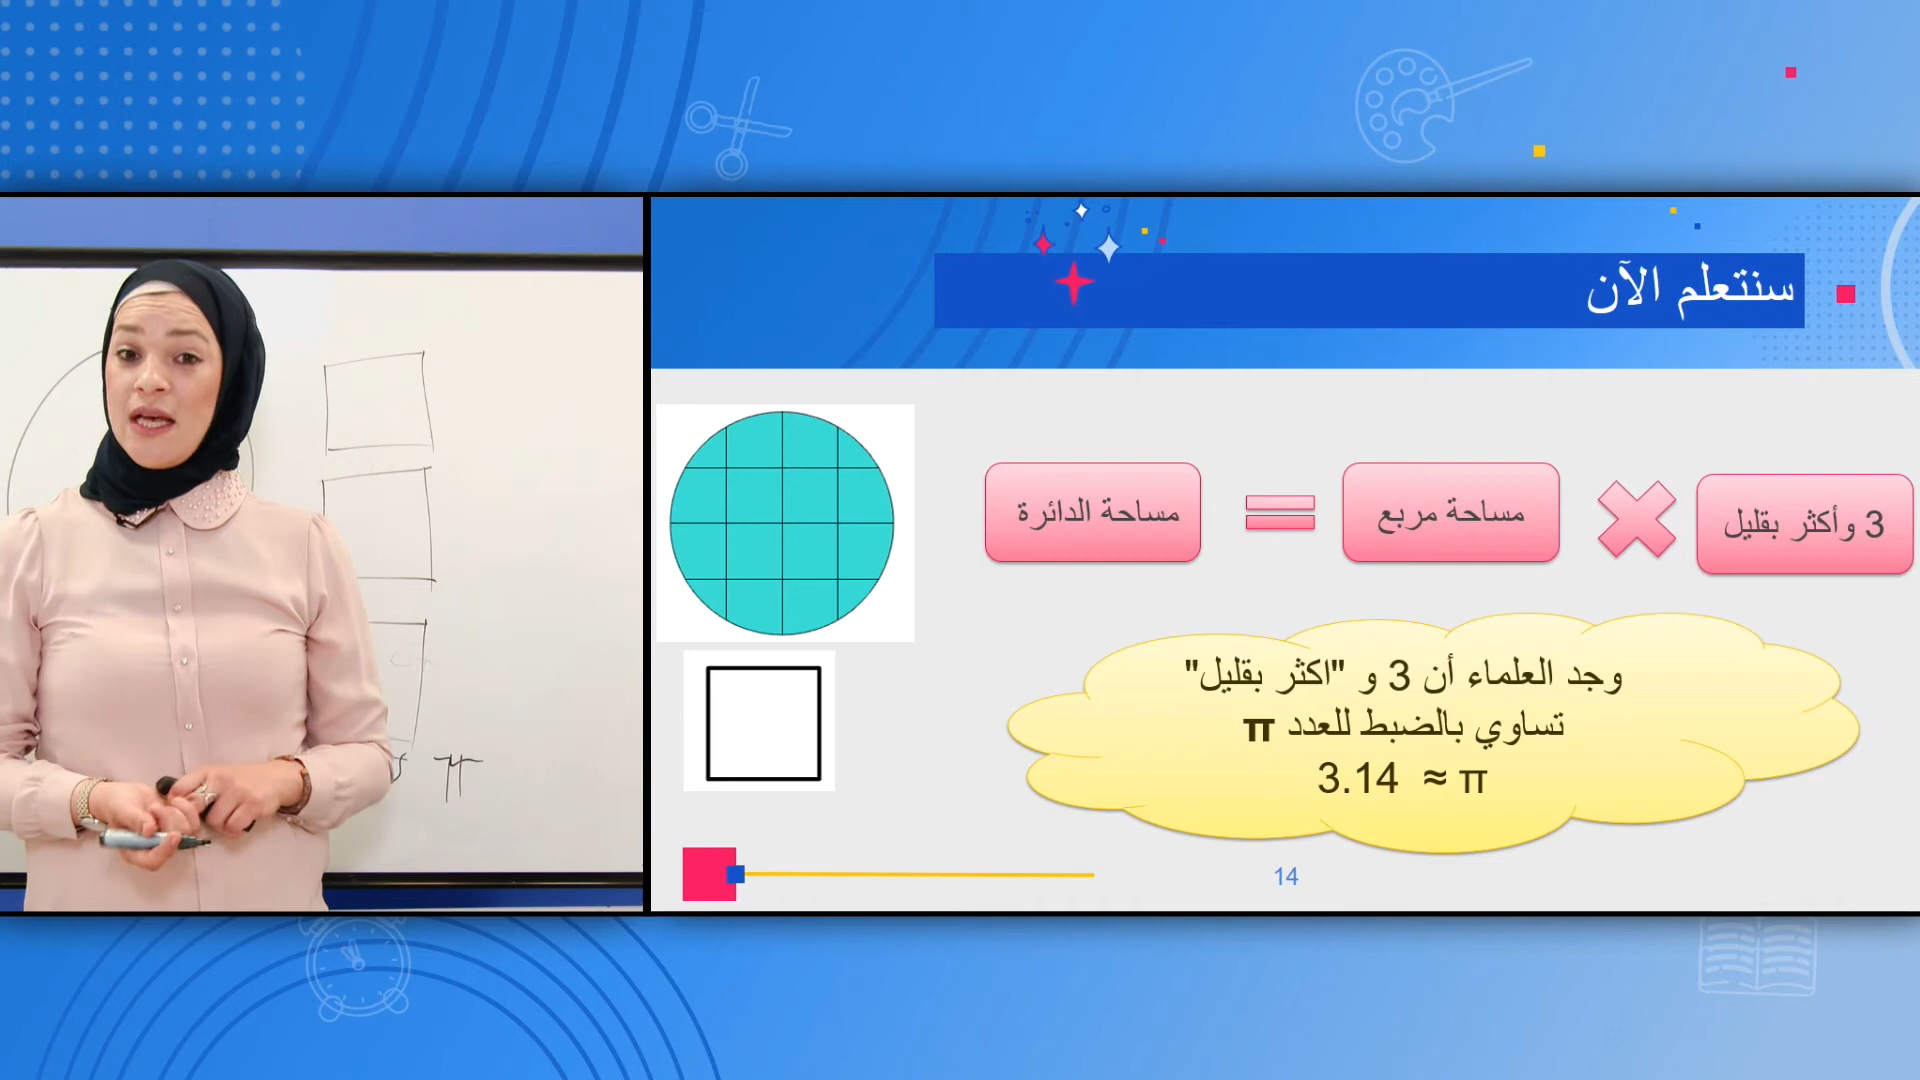 سنتعلم الآن
مساحة الدائرة = مساحة مربع × 3 وأكثر بقليل
وجد العلماء أن 3 و "اكثر بقليل"
تساوي بالضبط للعدد π
π ≈ 3.14
14
π